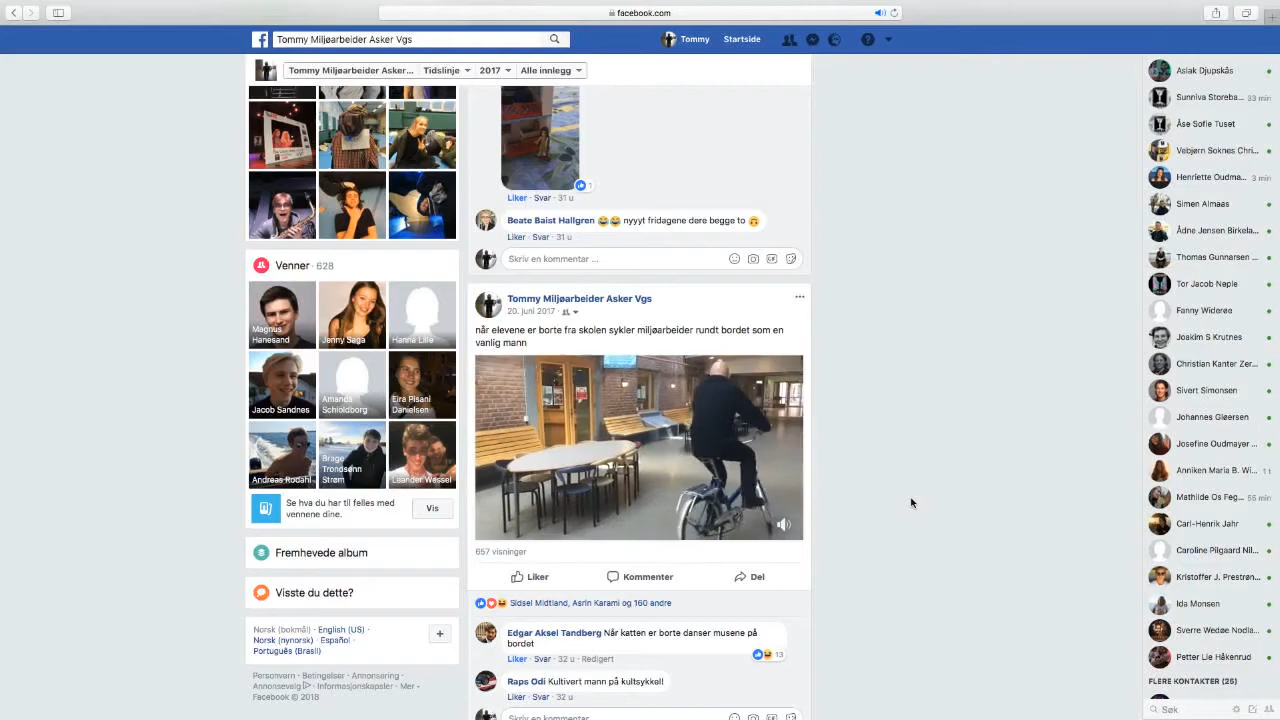 facebook.com
Tommy Miljøarbeider Asker Vgs
Tommy Startside
Tommy Miljøarbeider Asker... Tidslinje 2017 Alle innlegg
1
Liker · Svar · 31 u
Beate Baist Hallgren 😂😂 nyyyt fridagene dere begge to 🙃
Liker · Svar · 31 u
Skriv en kommentar ...
GIF
Venner · 628
Magnus Hanesand
Jenny Saga
Hanna Lille
Jacob Sandnes
Amanda Schioldborg
Eira Pisani Danielsen
Andreas Rodahl
Brage Trondsønn Strøm
Leander Wessel
Se hva du har til felles med
vennene dine.
Vis
Fremhevede album
Visste du dette?
Norsk (bokmål) · English (US) ·
Norsk (nynorsk) · Español ·
Português (Brasil)
Personvern · Betingelser · Annonsering ·
Annonsevalg · Informasjonskapsler · Mer
Facebook © 2018
Tommy Miljøarbeider Asker Vgs
20. juni 2017
når elevene er borte fra skolen sykler miljøarbeider rundt bordet som en
vanlig mann
657 visninger
Liker Kommenter Del
Sidsel Midtland, Asrin Karami og 160 andre
Edgar Aksel Tandberg Når katten er borte danser musene på
bordet
13
Liker · Svar · 32 u · Redigert
Raps Odi Kultivert mann på kultsykkel!
Liker · Svar · 32 u
Skriv en kommentar ...
Aslak Djupskås
Sunniva Storeba... 33 min
Åse Sofie Tuset
Vebjørn Soknes Chri...
Henriette Oudma... 3 min
Simen Almaas
Ådne Jensen Birkela...
Thomas Gunnesen ...
Tor Jacob Neple
Fanny Widerøe
Joakim S Krutnes
Christian Kanter Zer...
Sivert Simonsen
Johannes Gløersen
Josefine Oudmayer ...
Anniken Maria B. Wi... 1 t
Mathilde Os Feg... 55 min
Carl-Henrik Jahr
Caroline Pligaard Nil...
Kristoffer J. Prestrøn...
Ida Monsen
Sverre Wedøe Nodla...
Petter Lie Håkrstud
FLERE KONTAKTER (25)
Søk